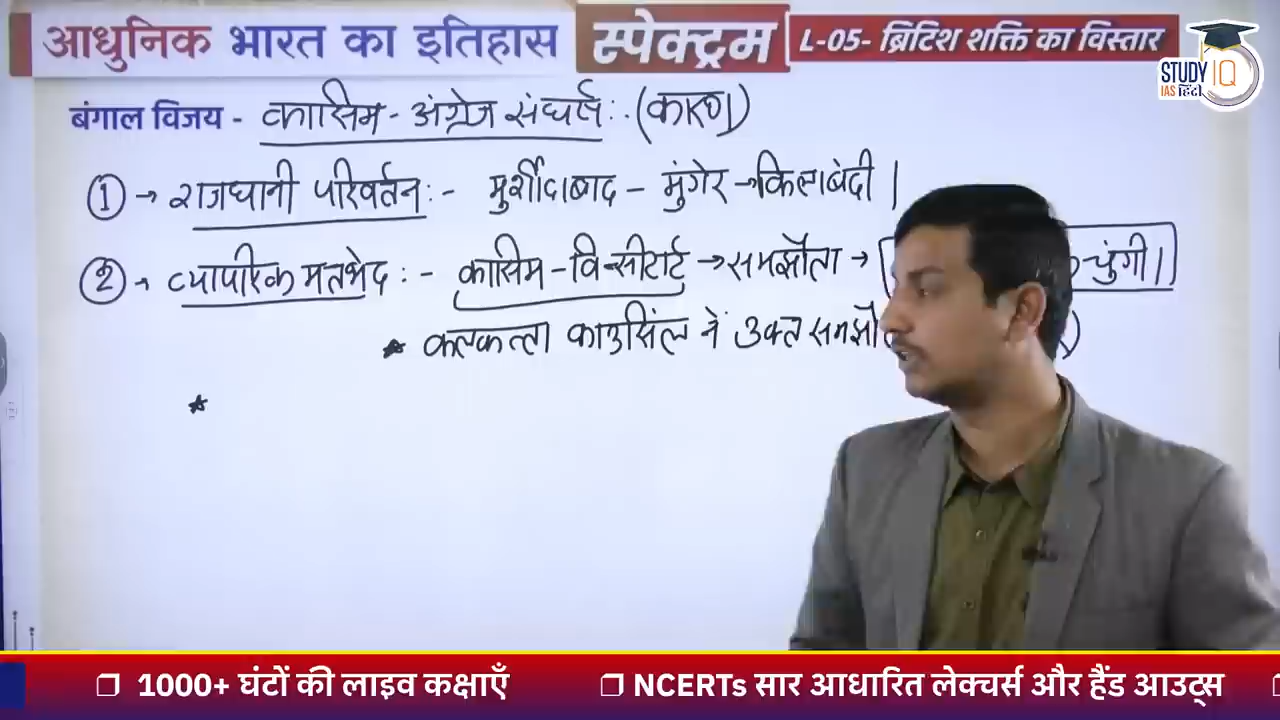 आधुनिक भारत का इतिहास स्पेक्ट्रम L-05- ब्रिटिश शक्ति का विस्तार
STUDY IQ
IAS हिंदी
बंगाल विजय - कासिम - अंग्रेज संघर्ष :- (कारण)
① → राजधानी परिवर्तन :- मुर्शीदाबाद - मुंगेर → किलाबंदी |
② → व्यापारिक मतभेद :- कासिम - वि-सीटार्ट → समझौता → चुंगी।
* कलकत्ता काउंसिल ने उक्त
*
❐ 1000+ घंटों की लाइव कक्षाएँ ❐ NCERTs सार आधारित लेक्चर्स और हैंड आउट्स